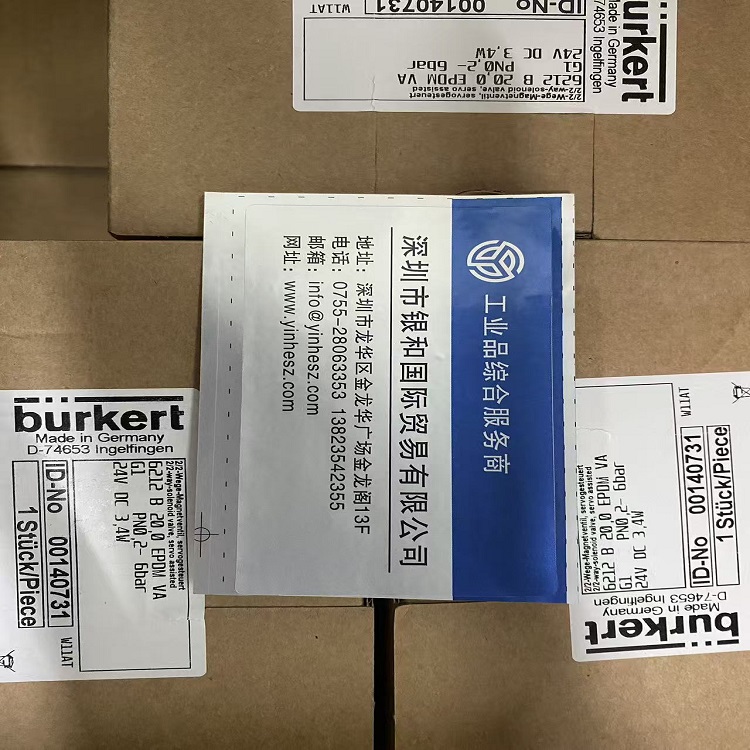 W11AT
ID-No 00140731
24V DC 3,4W
G1 PN0,2- 6bar
6212 B 20,0 EPDM VA
2/2-way-solenoid valve, servo assisted
2/2-Wege-Magnetventil, servogesteuert
D-74653 Ingelfingen
Made in Germany
burkert
工业品综合服务商
深圳市银和国际贸易有限公司
地址：深圳市龙华区金龙华广场金龙阁13F
电话：0755-28063353 13823542355
邮箱：info@yinhesz.com
网址：www.yinhesz.com
bürkert
Made in Germany
D-74653 Ingelfingen
2/2-Wege-Magnetventil, servogesteuert
2/2-way-solenoid valve, servo assisted
6212 B 20,0 EPDM VA
G1 PN0,2- 6bar
24V DC 3,4W
ID-No 00140731
1 Stück/Piece
W11AT
bürkert
Made in Germany
D-74653 Ingelfingen
2/2-Wege-Magnetventil, servogesteuert
2/2-way-solenoid valve, servo assisted
6212 B 20,0 EPDM VA
G1 PN0,2- 6bar
24V DC 3,4W
ID-No 00140731
1 Stück/Piece
W11AT